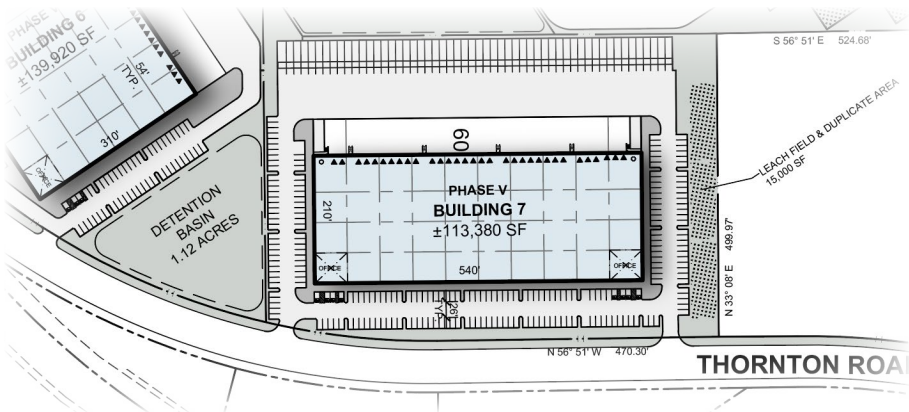 PHASE V
BUILDING 6
±139,920 SF
54'
TYP.
310'
OFFICE
S 56° 51' E 524.68'
LEACH FIELD & DUPLICATE AREA
15,000 SF
DETENTION
BASIN
1.12 ACRES
60
PHASE V
BUILDING 7
±113,380 SF
210'
540'
OFFICE
OFFICE
26'
TYP.
N 33° 08' E 499.97'
N 56° 51' W 470.30'
THORNTON ROA